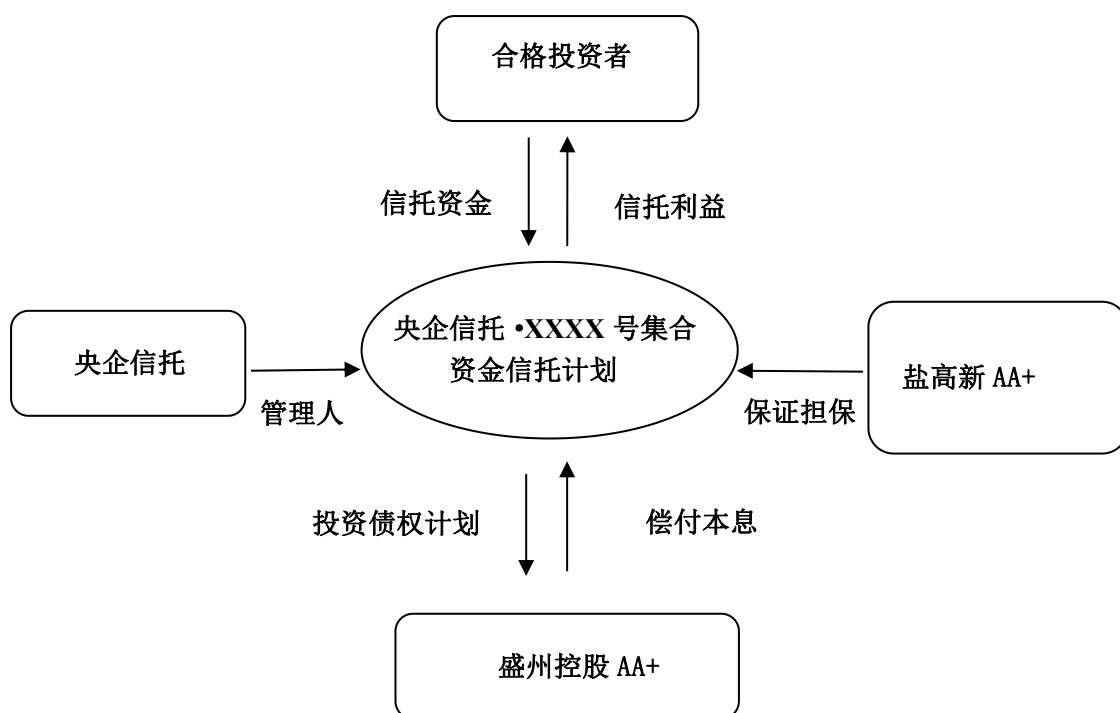 合格投资者
信托资金
信托利益
央企信托 •XXXX 号集合
资金信托计划
央企信托
管理人
盐高新 AA+
保证担保
投资债权计划
偿付本息
盛州控股 AA+